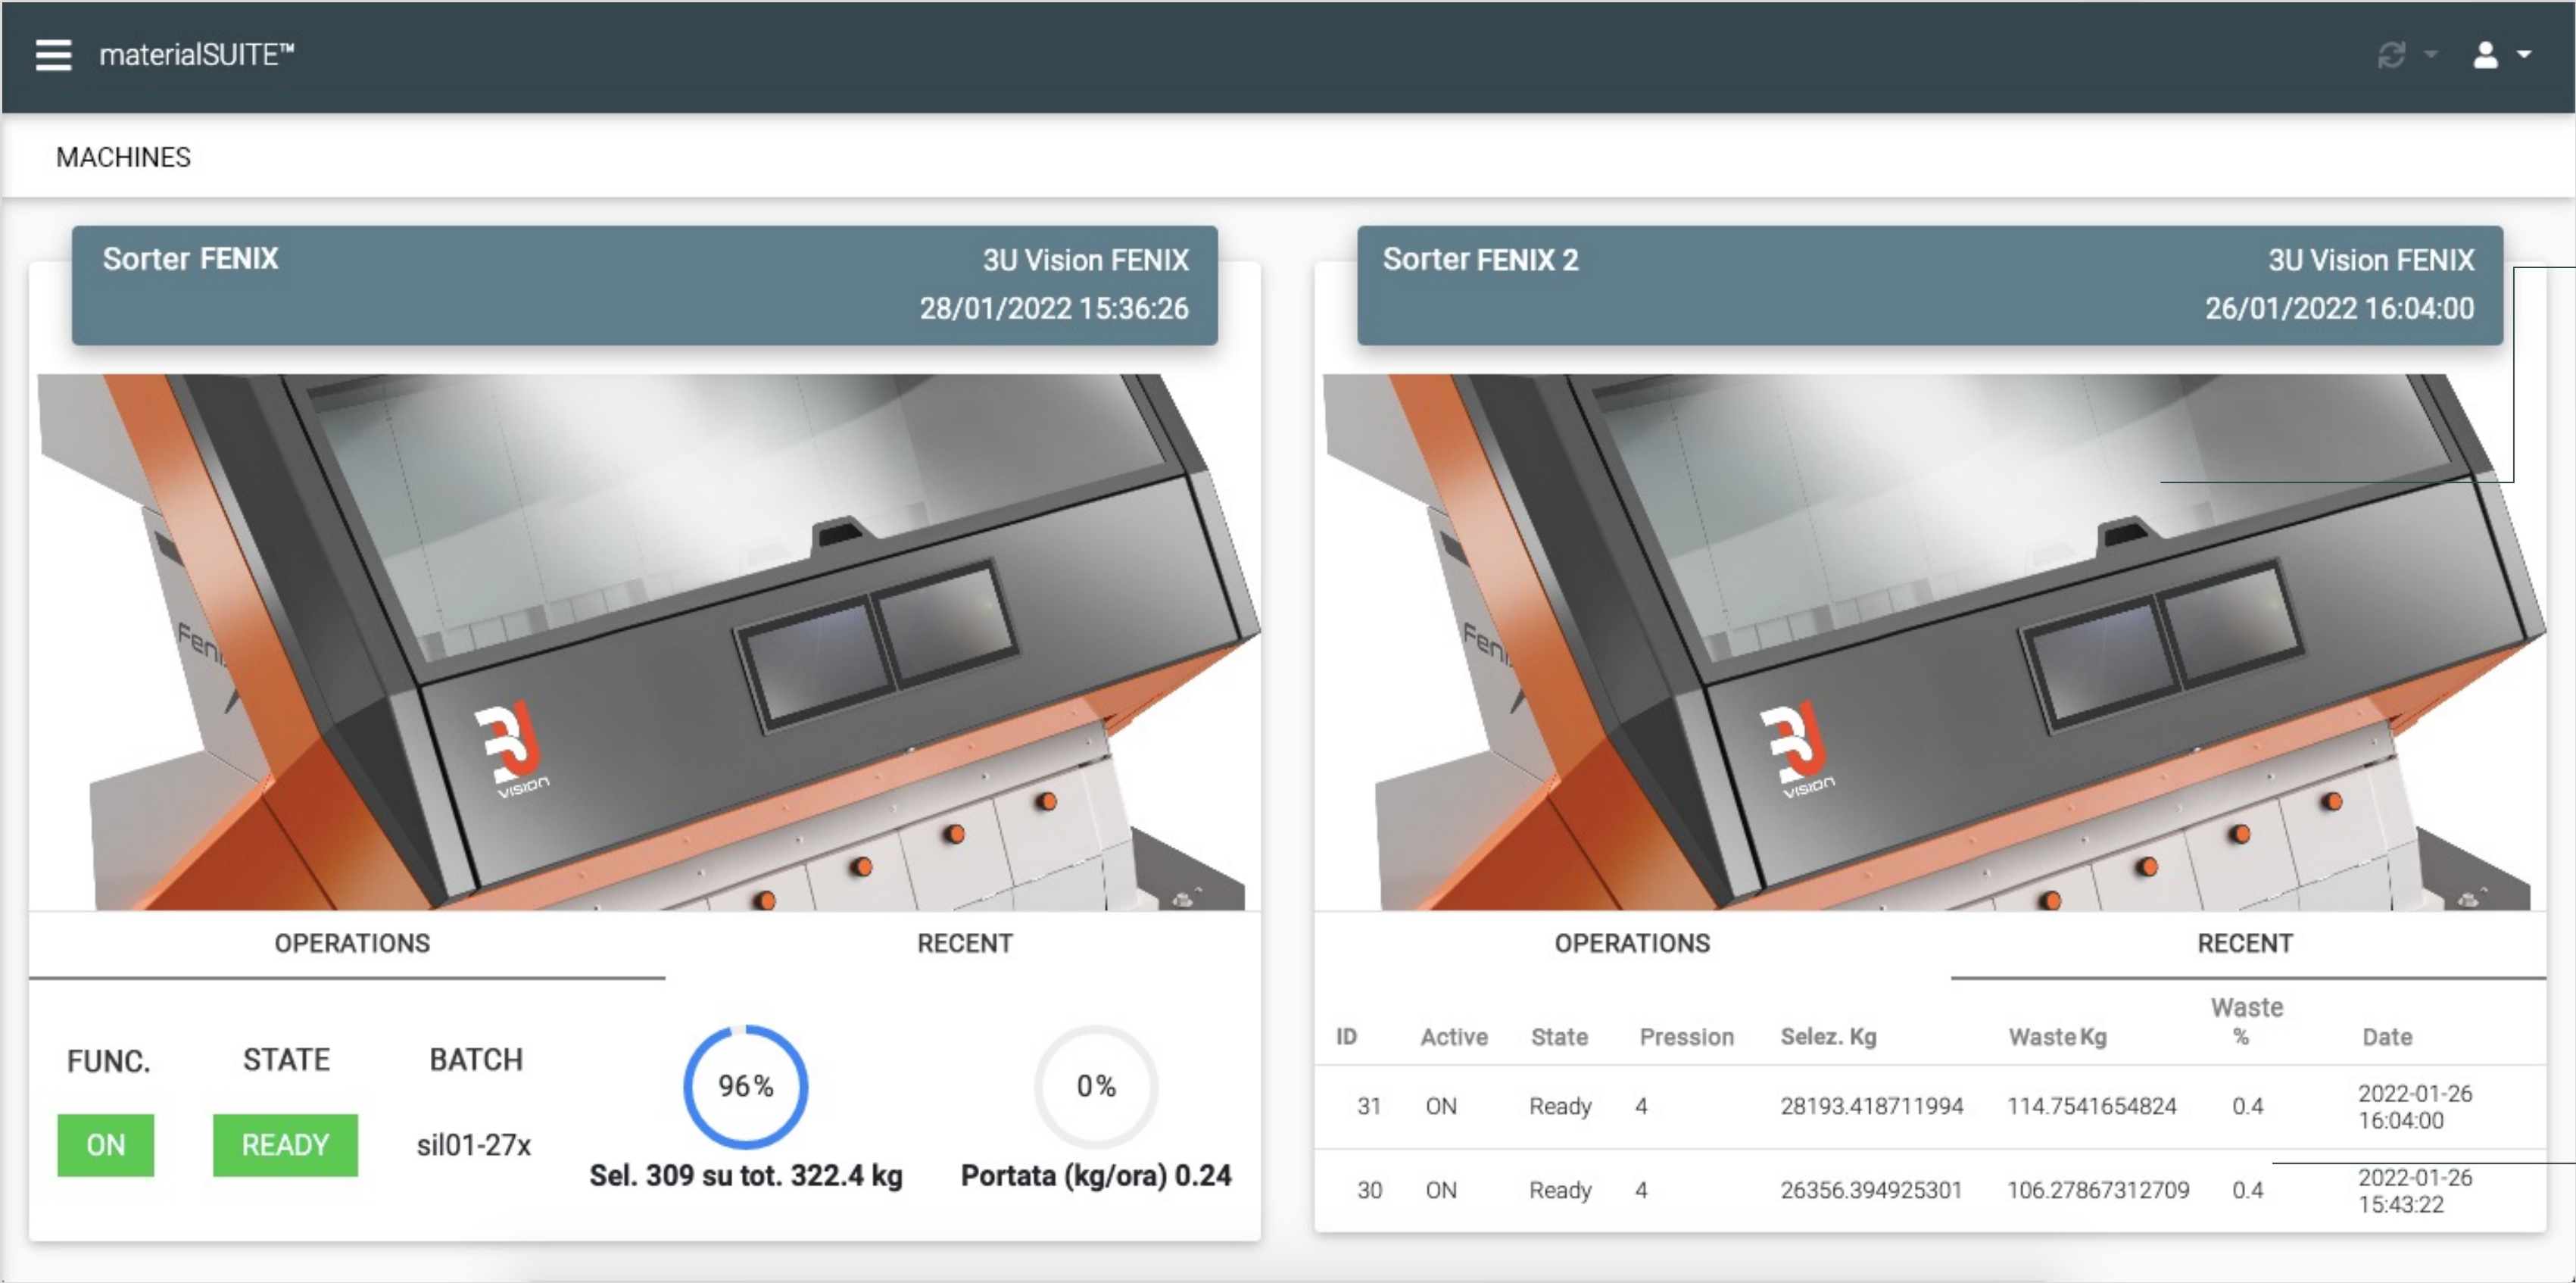 materialSUITE™
MACHINES
Sorter FENIX
3U Vision FENIX
28/01/2022 15:36:26
VISION
OPERATIONS
RECENT
FUNC.
STATE
BATCH
ON
READY
sil01-27x
96%
Sel. 309 su tot. 322.4 kg
0%
Portata (kg/ora) 0.24
Sorter FENIX 2
3U Vision FENIX
26/01/2022 16:04:00
VISION
OPERATIONS
RECENT
ID Active State Pression Selez. Kg Waste Kg Waste % Date
31 ON Ready 4 28193.418711994 114.7541654824 0.4 2022-01-26
16:04:00
30 ON Ready 4 26356.394925301 106.27867312709 0.4 2022-01-26
15:43:22